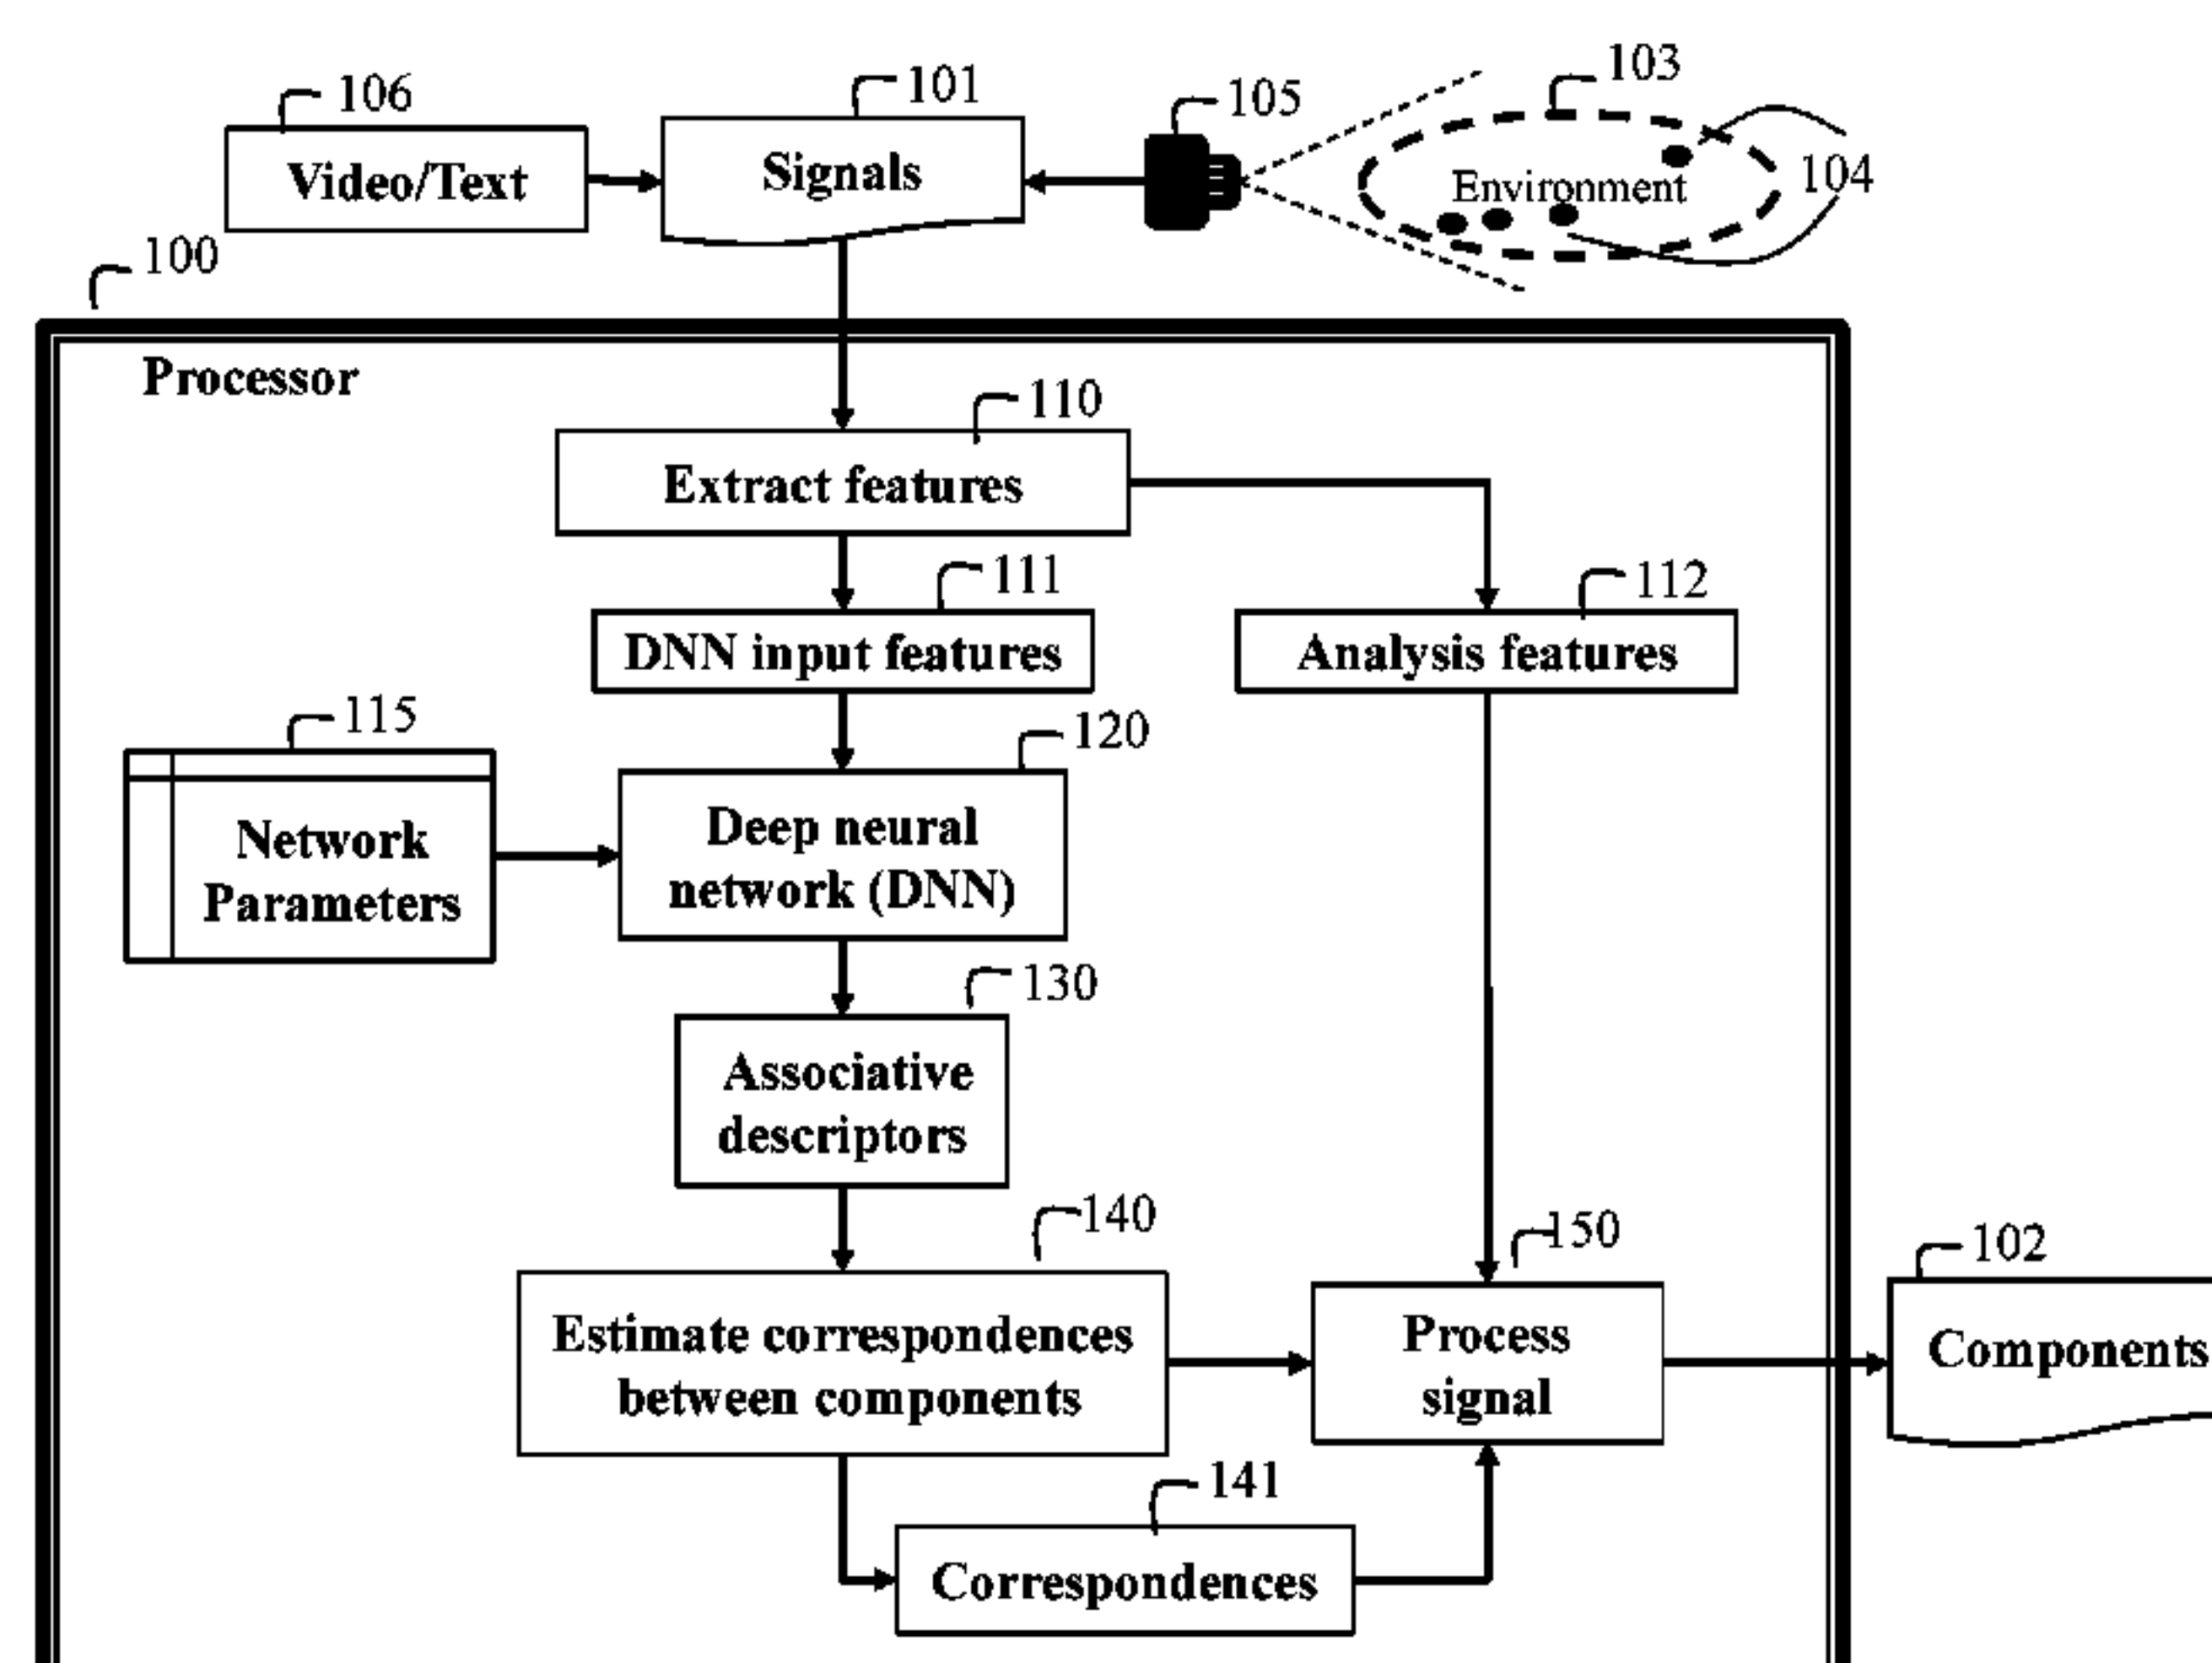 106
Video/Text
101
Signals
105
103
Environment
104
100
Processor
110
Extract features
111
DNN input features
112
Analysis features
115
Network
Parameters
120
Deep neural
network (DNN)
130
Associative
descriptors
140
Estimate correspondences
between components
150
Process
signal
102
Components
141
Correspondences